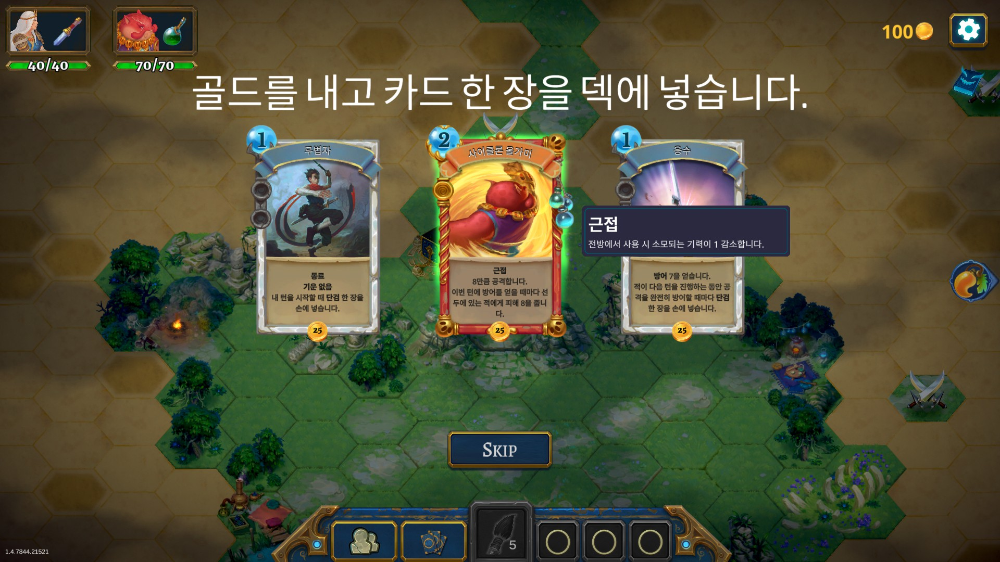 40/40
70/70
100
골드를 내고 카드 한 장을 덱에 넣습니다.
1
무법자
동료
기운 없음
내 턴을 시작할 때 단검 한 장을
손에 넣습니다.
25
2
사이클론 올가미
근접
8만큼 공격합니다.
이번 턴에 방어를 얻을 때마다 선
두에 있는 적에게 피해 8을 줍니
다.
25
1
응수
방어 7을 얻습니다.
적이 다음 턴을 진행하는 동안 공
격을 완전히 방어할 때마다 단검
한 장을 손에 넣습니다.
25
근접
전방에서 사용 시 소모되는 기력이 1 감소합니다.
SKIP
5
1.4.7844.21521